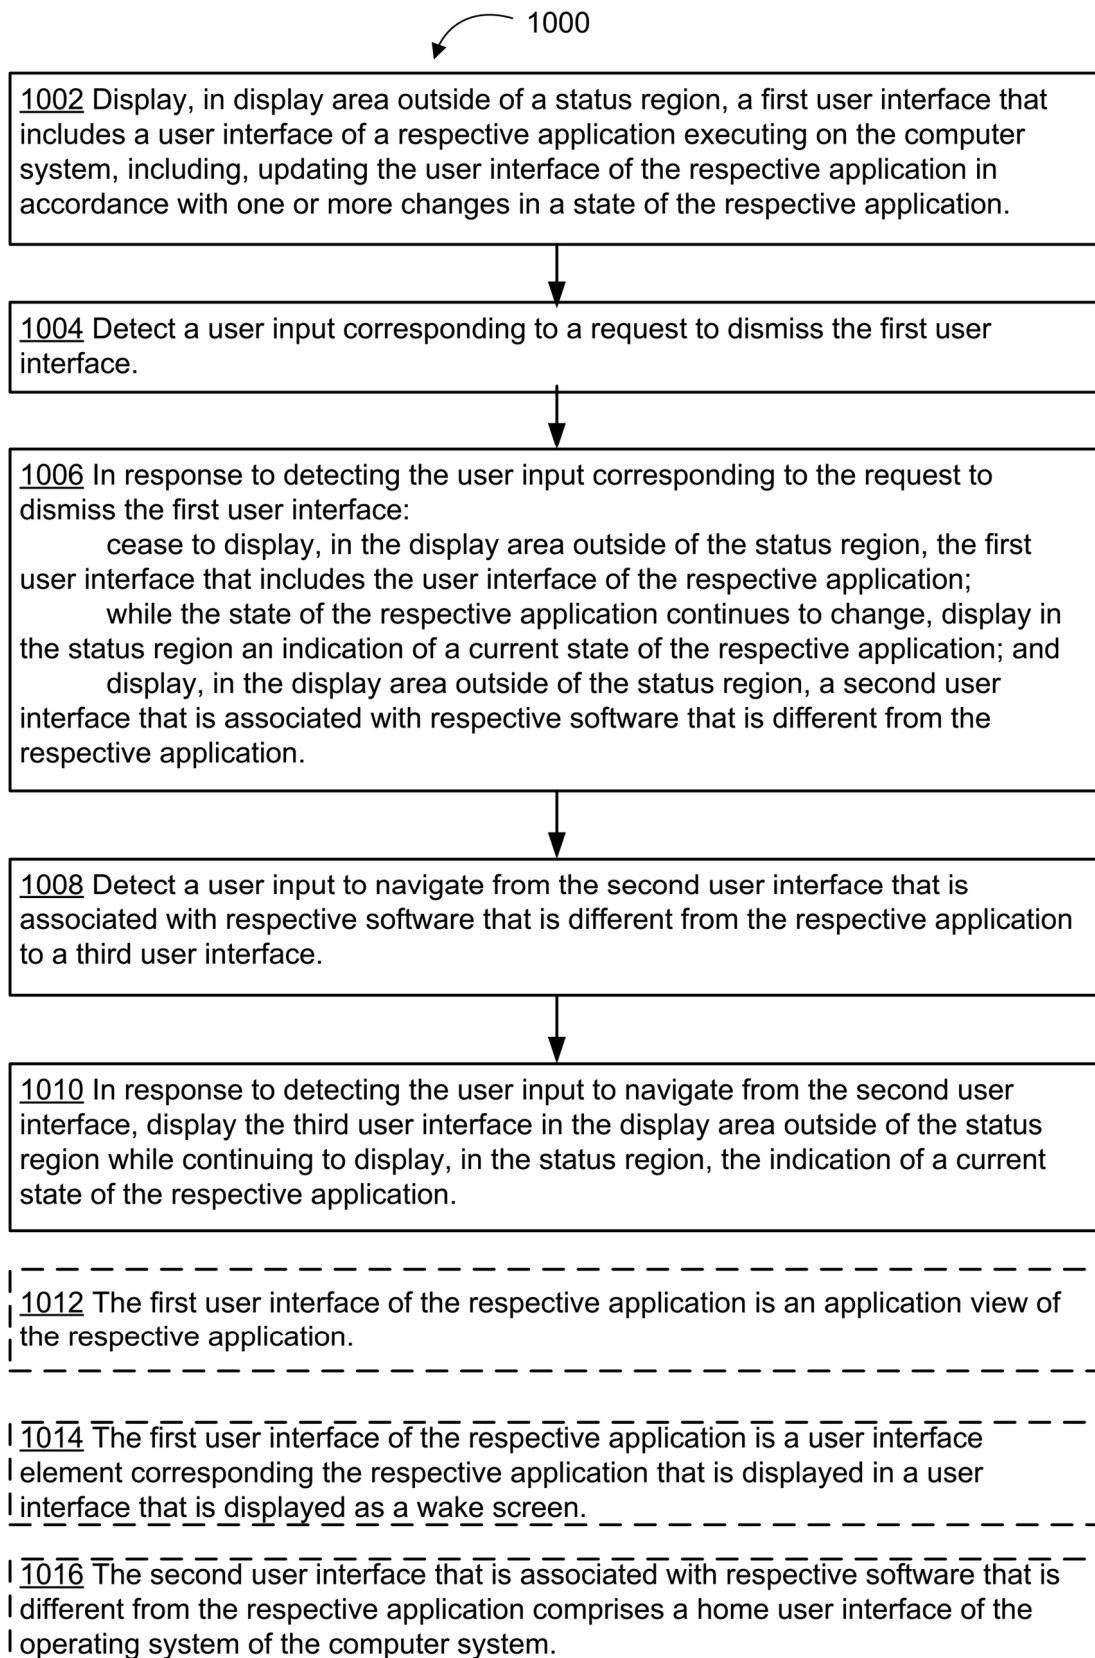 1000
1002 Display, in display area outside of a status region, a first user interface that
includes a user interface of a respective application executing on the computer
system, including, updating the user interface of the respective application in
accordance with one or more changes in a state of the respective application.
1004 Detect a user input corresponding to a request to dismiss the first user
interface.
1006 In response to detecting the user input corresponding to the request to
dismiss the first user interface:
cease to display, in the display area outside of the status region, the first
user interface that includes the user interface of the respective application;
while the state of the respective application continues to change, display in
the status region an indication of a current state of the respective application; and
display, in the display area outside of the status region, a second user
interface that is associated with respective software that is different from the
respective application.
1008 Detect a user input to navigate from the second user interface that is
associated with respective software that is different from the respective application
to a third user interface.
1010 In response to detecting the user input to navigate from the second user
interface, display the third user interface in the display area outside of the status
region while continuing to display, in the status region, the indication of a current
state of the respective application.
1012 The first user interface of the respective application is an application view of
the respective application.
1014 The first user interface of the respective application is a user interface
element corresponding the respective application that is displayed in a user
interface that is displayed as a wake screen.
1016 The second user interface that is associated with respective software that is
different from the respective application comprises a home user interface of the
operating system of the computer system.